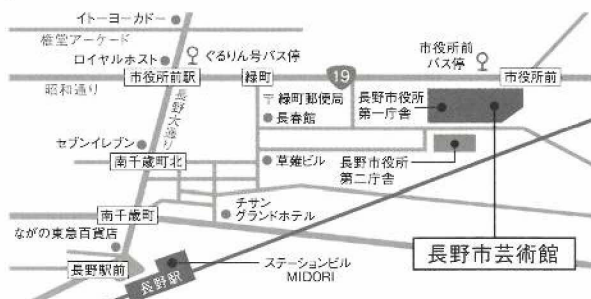 イトーヨーカドー
権堂アーケード
ロイヤルホスト
ぐるりん号バス停
市役所前駅
緑町
19
市役所前
バス停
市役所前
昭和通り
長野大通り
〒緑町郵便局
長春館
長野市役所
第一庁舎
セブンイレブン
南千歳町北
草雑ビル
長野市役所
第二庁舎
南千歳町
チサン
グランドホテル
ながの東急百貨店
長野駅前
長野駅
ステーションビル
MIDORI
長野市芸術館